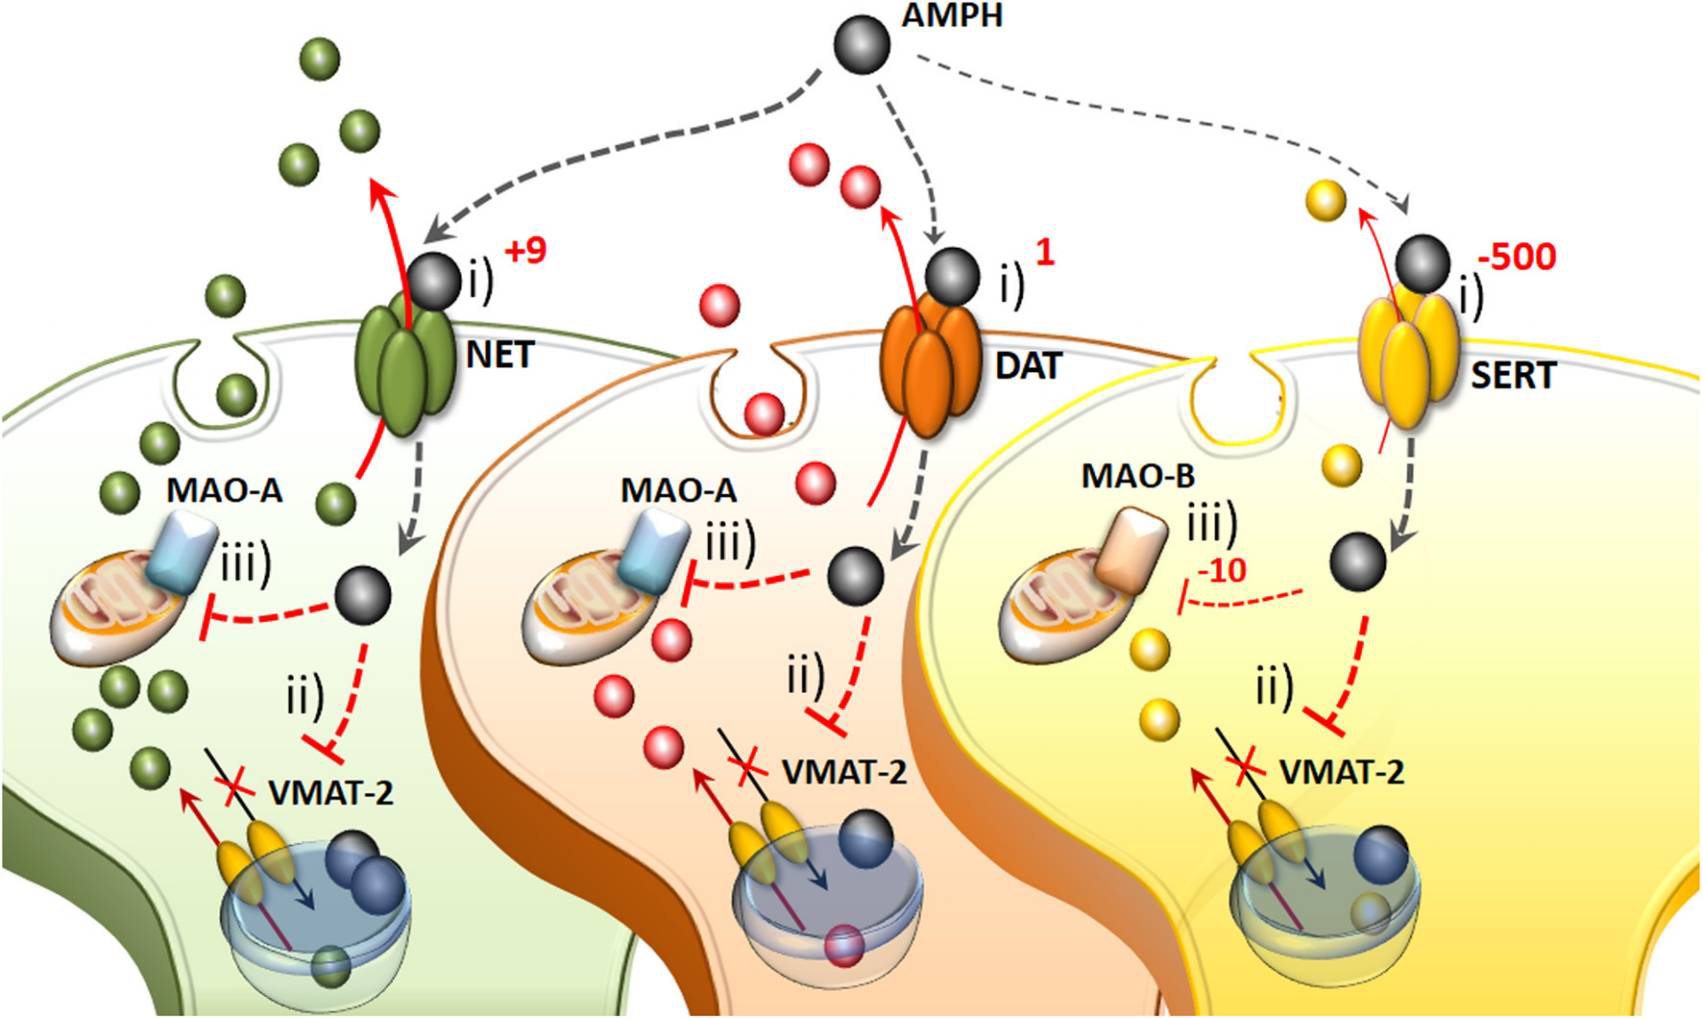 AMPH
+9
i)
NET
1
i)
DAT
-500
i)
SERT
MAO-A
iii)
ii)
VMAT-2
MAO-A
iii)
ii)
VMAT-2
MAO-B
iii)
-10
ii)
VMAT-2